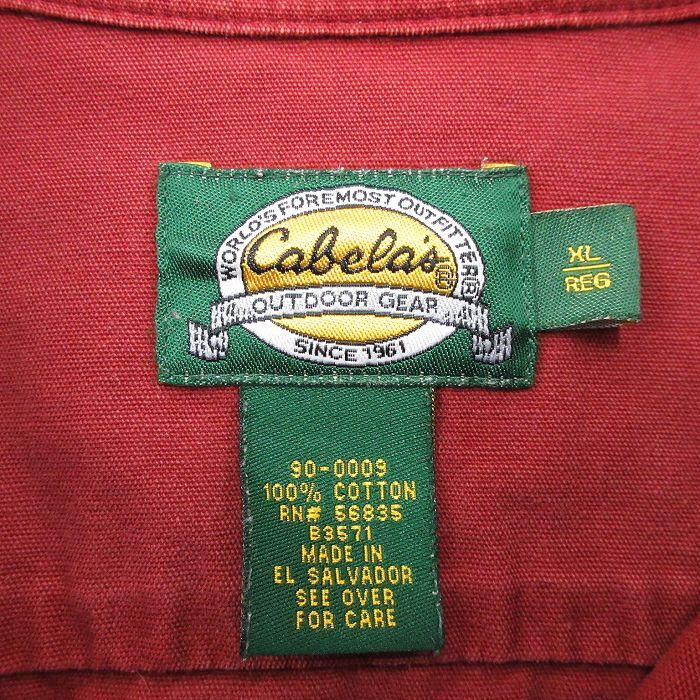 WORLD'S FOREMOST OUTFITTER®
Cabela's®
OUTDOOR GEAR
SINCE 1961
XL
REG
90-0009
100% COTTON
RN# 56835
B3571
MADE IN
EL SALVADOR
SEE OVER
FOR CARE